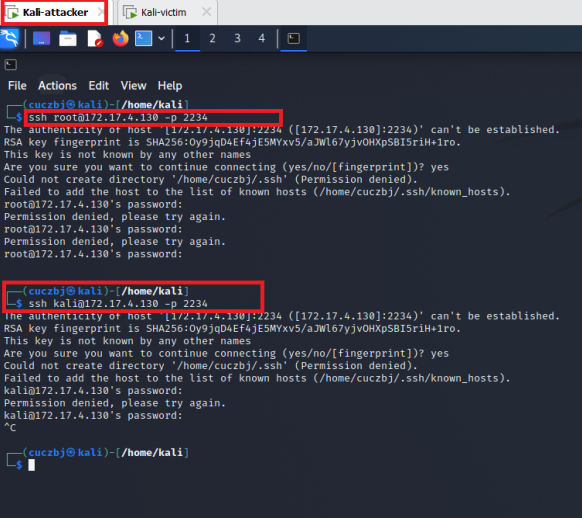 Kali-attacker × Kali-victim ×
1 2 3 4
File Actions Edit View Help
┌──(cuczbj㉿kali)-[/home/kali]
└─$ ssh root@172.17.4.130 -p 2234
The authenticity of host '[172.17.4.130]:2234 ([172.17.4.130]:2234)' can't be established.
RSA key fingerprint is SHA256:Oy9jqD4Ef4jE5MYxv5/aJWl67yjvOHXpSBI5riH+1ro.
This key is not known by any other names
Are you sure you want to continue connecting (yes/no/[fingerprint])? yes
Could not create directory '/home/cuczbj/.ssh' (Permission denied).
Failed to add the host to the list of known hosts (/home/cuczbj/.ssh/known_hosts).
root@172.17.4.130's password:
Permission denied, please try again.
root@172.17.4.130's password:
Permission denied, please try again.
root@172.17.4.130's password:
┌──(cuczbj㉿kali)-[/home/kali]
└─$ ssh kali@172.17.4.130 -p 2234
The authenticity of host '[172.17.4.130]:2234 ([172.17.4.130]:2234)' can't be established.
RSA key fingerprint is SHA256:Oy9jqD4Ef4jE5MYxv5/aJWl67yjvOHXpSBI5riH+1ro.
This key is not known by any other names
Are you sure you want to continue connecting (yes/no/[fingerprint])? yes
Could not create directory '/home/cuczbj/.ssh' (Permission denied).
Failed to add the host to the list of known hosts (/home/cuczbj/.ssh/known_hosts).
kali@172.17.4.130's password:
Permission denied, please try again.
kali@172.17.4.130's password:
^C
┌──(cuczbj㉿kali)-[/home/kali]
└─$